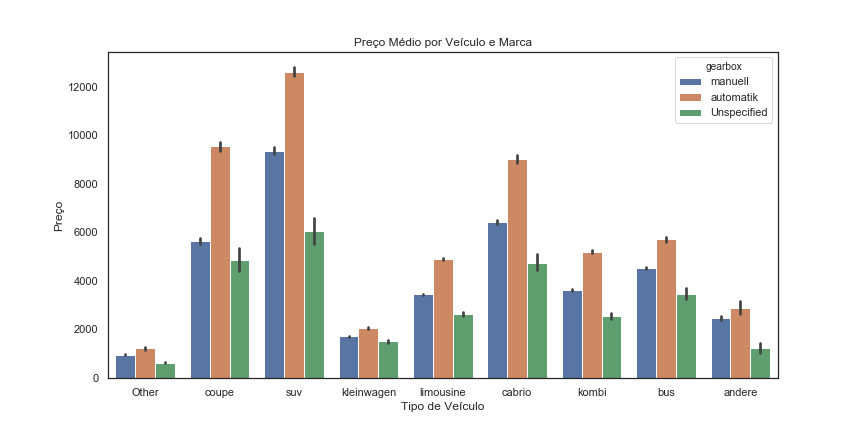 Preço Médio por Veículo e Marca
gearbox
manuell
automatik
Unspecified
12000
10000
8000
6000
4000
2000
0
Preço
Other coupe suv kleinwagen limousine cabrio kombi bus andere
Tipo de Veículo